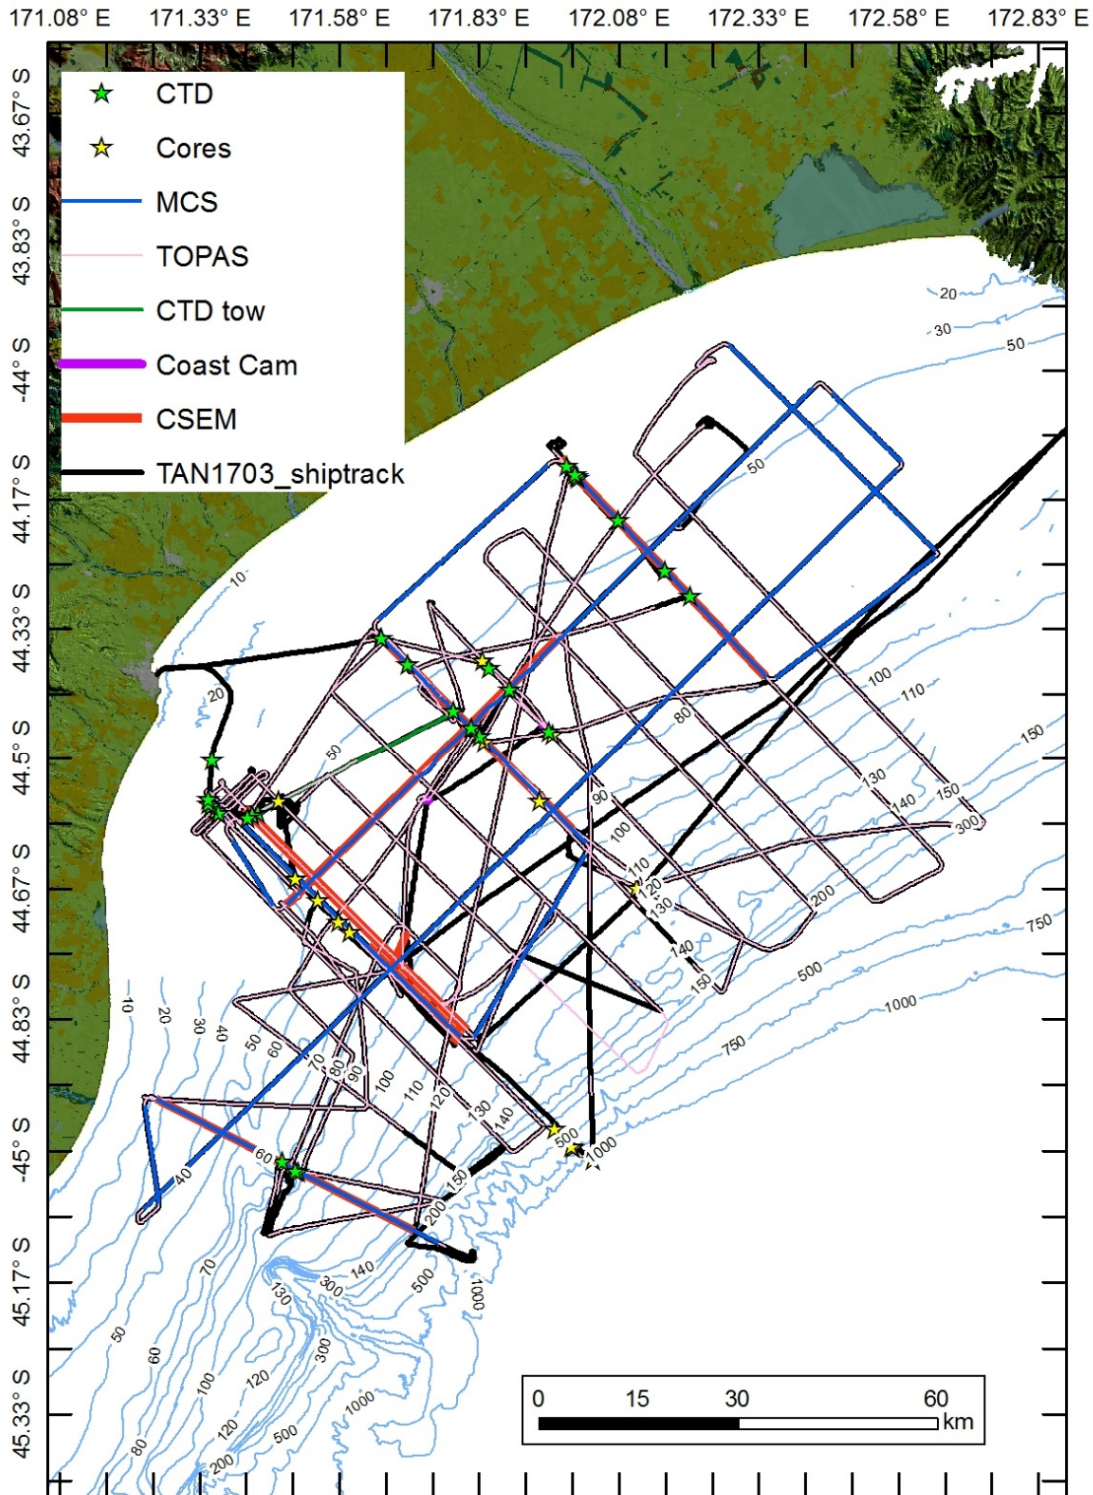 171.08° E 171.33° E 171.58° E 171.83° E 172.08° E 172.33° E 172.58° E 172.83° E
43.67° S
43.83° S
-44° S
44.17° S
44.33° S
44.5° S
44.67° S
44.83° S
-45° S
45.17° S
45.33° S
CTD
Cores
MCS
TOPAS
CTD tow
Coast Cam
CSEM
TAN1703_shiptrack
20
30
50
50
10
20
50
80
100
110
150
130
140
150
300
90
100
110
120
130
200
140
150
750
500
1000
750
10
20
30
40
50
60
70
80
90
100
110
120
130
140
500
1000
60
40
150
200
70
130
300
140
500
1000
50
60
100
120
300
1000
80
120
200
500
0 15 30 60
km